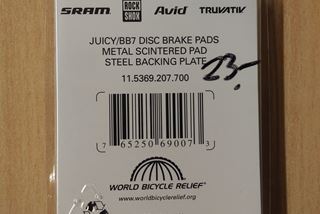 SRAM ROCK SHOX Avid TRUVATIV
JUICY/BB7 DISC BRAKE PADS
METAL SCINTERED PAD
STEEL BACKING PLATE 23-
11.5369.207.700
7 65250 69007 3
WORLD BICYCLE RELIEF
www.worldbicyclerelief.org